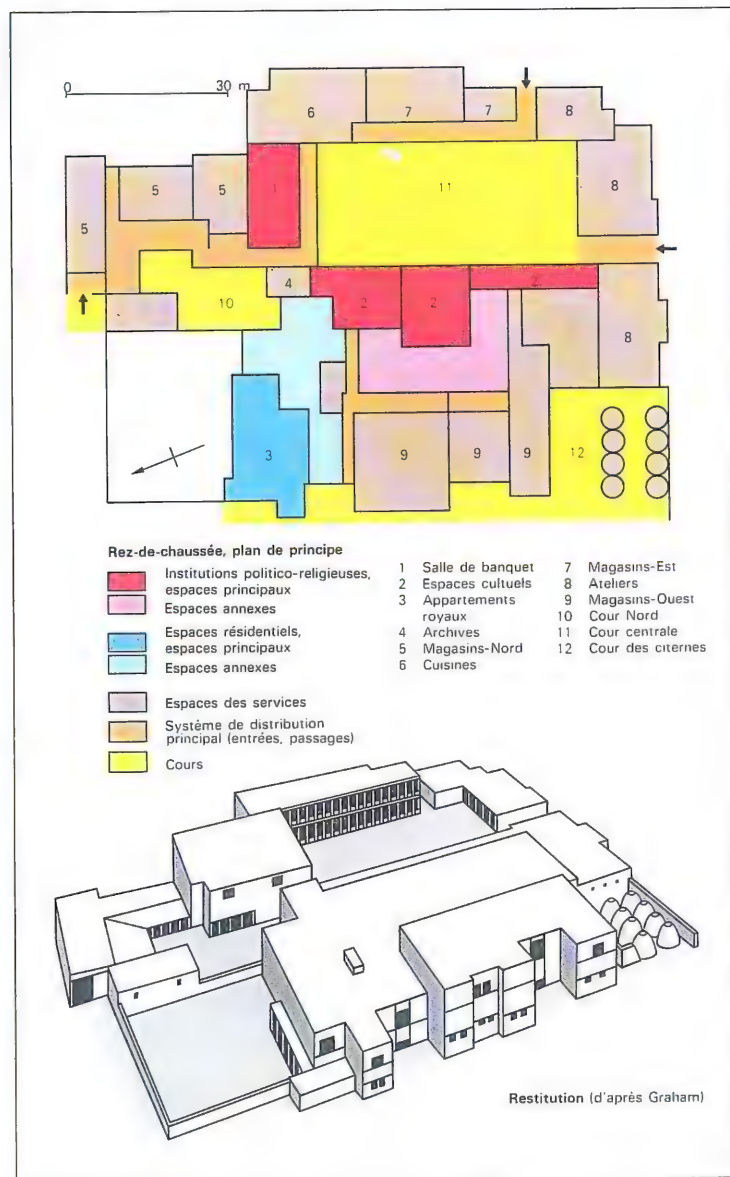 0 30 m
6 7 7 8
5 5 5 1 11 8
4 2 2 2
10 8
3 9 9 9 12
Rez-de-chaussée, plan de principe
Institutions politico-religieuses,
espaces principaux
Espaces annexes
Espaces résidentiels,
espaces principaux
Espaces annexes
Espaces des services
Système de distribution
principal (entrées, passages)
Cours
1 Salle de banquet
2 Espaces cultuels
3 Appartements
royaux
4 Archives
5 Magasins-Nord
6 Cuisines
7 Magasins-Est
8 Ateliers
9 Magasins-Ouest
10 Cour Nord
11 Cour centrale
12 Cour des citernes
Restitution (d'après Graham)